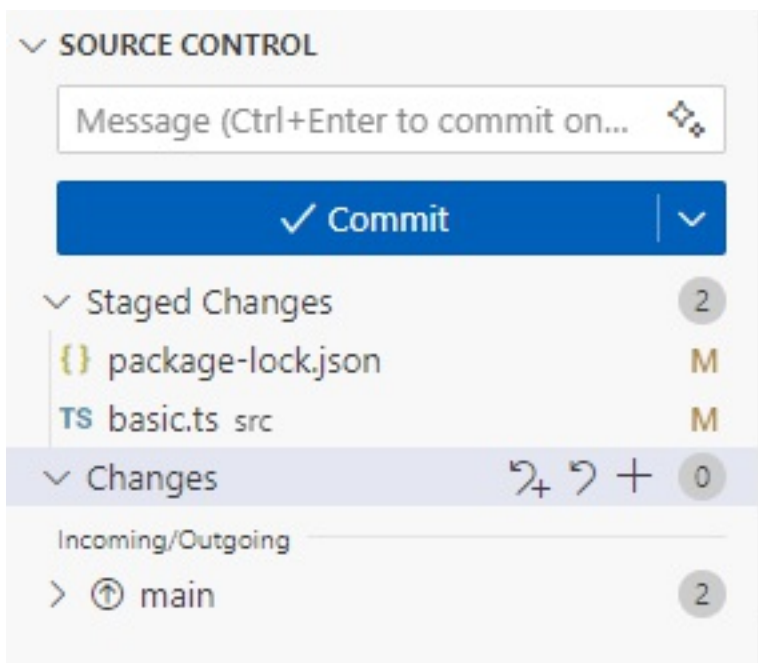 SOURCE CONTROL
Message (Ctrl+Enter to commit on...
Commit
Staged Changes 2
{} package-lock.json M
TS basic.ts src M
Changes 0
Incoming/Outgoing
main 2